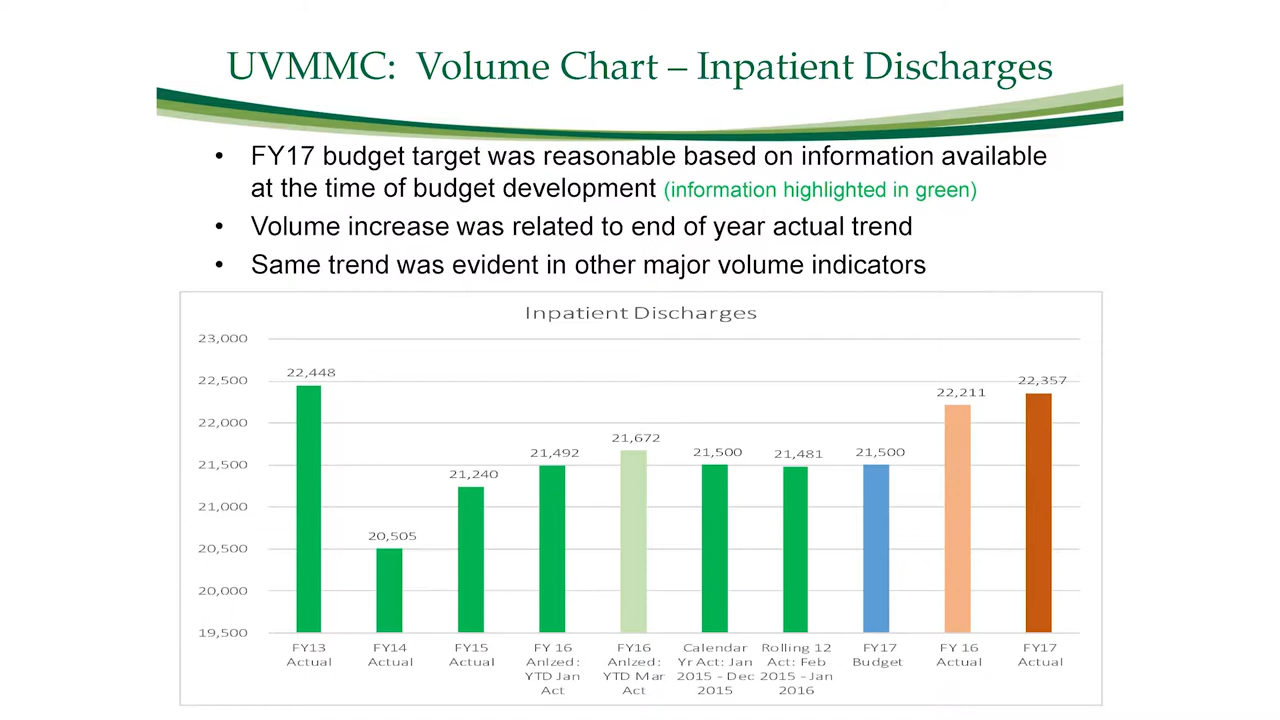 UVMMC: Volume Chart – Inpatient Discharges
• FY17 budget target was reasonable based on information available
at the time of budget development (information highlighted in green)
• Volume increase was related to end of year actual trend
• Same trend was evident in other major volume indicators
Inpatient Discharges
23,000
22,500
22,000
21,500
21,000
20,500
20,000
19,500
22,448
20,505
21,240
21,492
21,672
21,500
21,481
21,500
22,211
22,357
FY13
Actual
FY14
Actual
FY15
Actual
FY 16
Anlzed:
YTD Jan
Act
FY16
Anlzed:
YTD Mar
Act
Calendar
Yr Act: Jan
2015 - Dec
2015
Rolling 12
Act: Feb
2015 - Jan
2016
FY17
Budget
FY 16
Actual
FY17
Actual